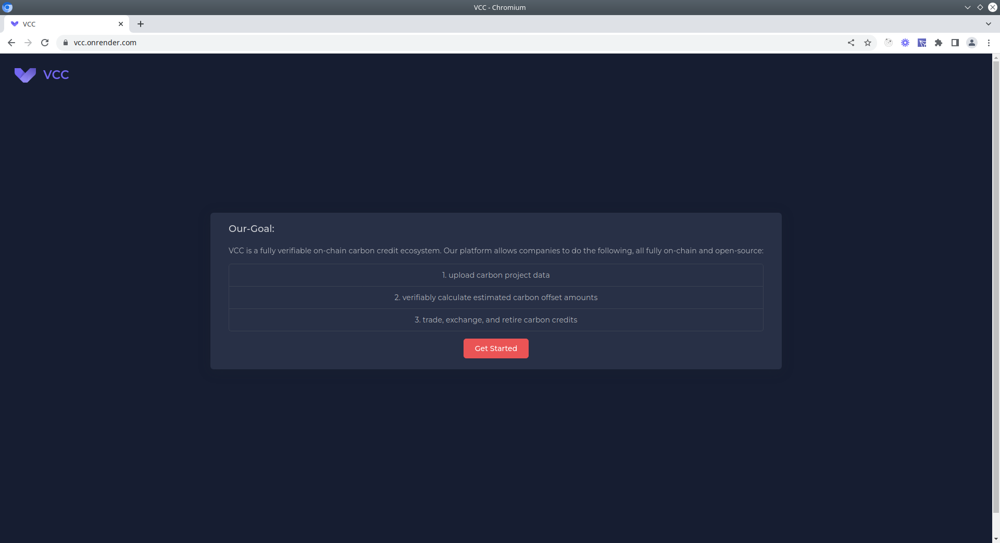 VCC - Chromium
VCC
vcc.onrender.com
VCC
Our-Goal:
VCC is a fully verifiable on-chain carbon credit ecosystem. Our platform allows companies to do the following, all fully on-chain and open-source:
1. upload carbon project data
2. verifiably calculate estimated carbon offset amounts
3. trade, exchange, and retire carbon credits
Get Started